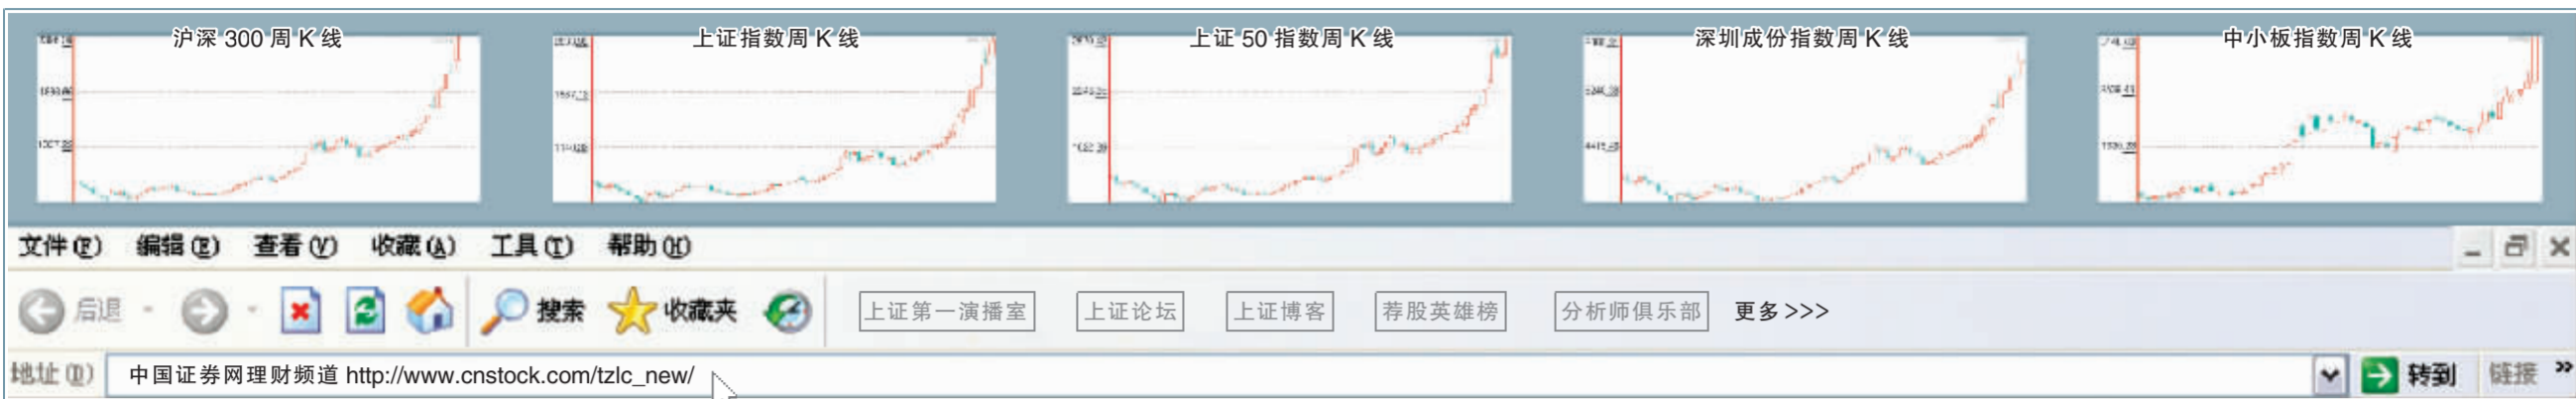 沪深 300 周 K 线
上证指数周 K 线
上证 50 指数周 K 线
深圳成份指数周 K 线
中小板指数周 K 线
文件(F) 编辑(E) 查看(V) 收藏(A) 工具(T) 帮助(H)
后退 搜索 收藏夹 上证第一演播室 上证论坛 上证博客 荐股英雄榜 分析师俱乐部 更多>>>
地址(D) 中国证券网理财频道 http://www.cnstock.com/tzlc_new/ 转到 链接 »